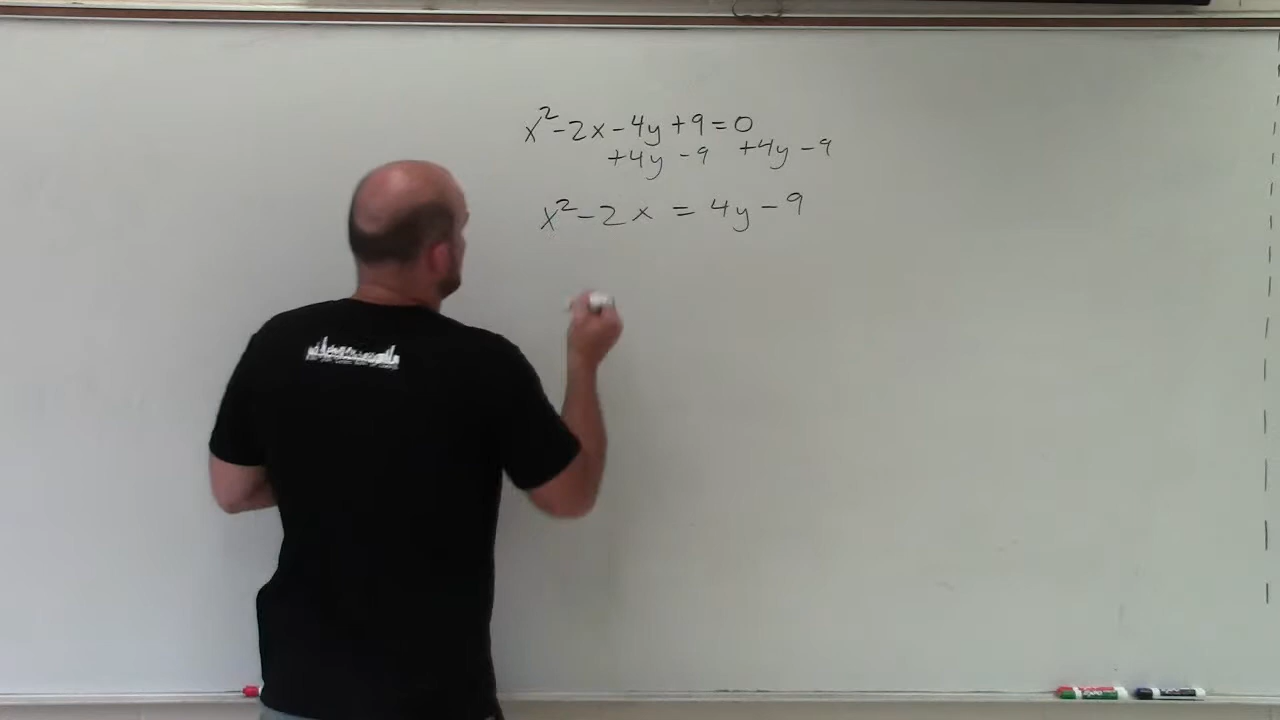 x²-2x-4y+9=0
+4y -9 +4y-9
x²-2x = 4y-9